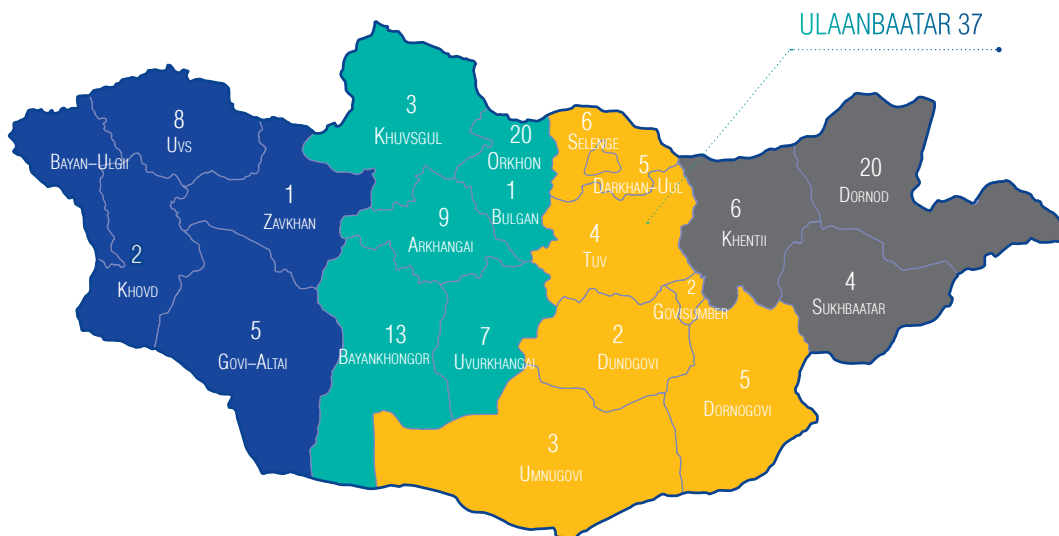 ULAANBAATAR 37
3
KHUVSGUL
8
UVS
BAYAN–ULGII
20
ORKHON
6
SELENGE
5
DARKHAN-UUL
20
DORNOD
1
ZAVKHAN
1
BULGAN
9
ARKHANGAI
4
TUV
6
KHENTII
2
KHOVD
2
GOVISUMBER
4
SUKHBAATAR
5
GOVI–ALTAI
13
BAYANKHONGOR
7
UVURKHANGAI
2
DUNDGOVI
5
DORNOGOVI
3
UMNUGOVI